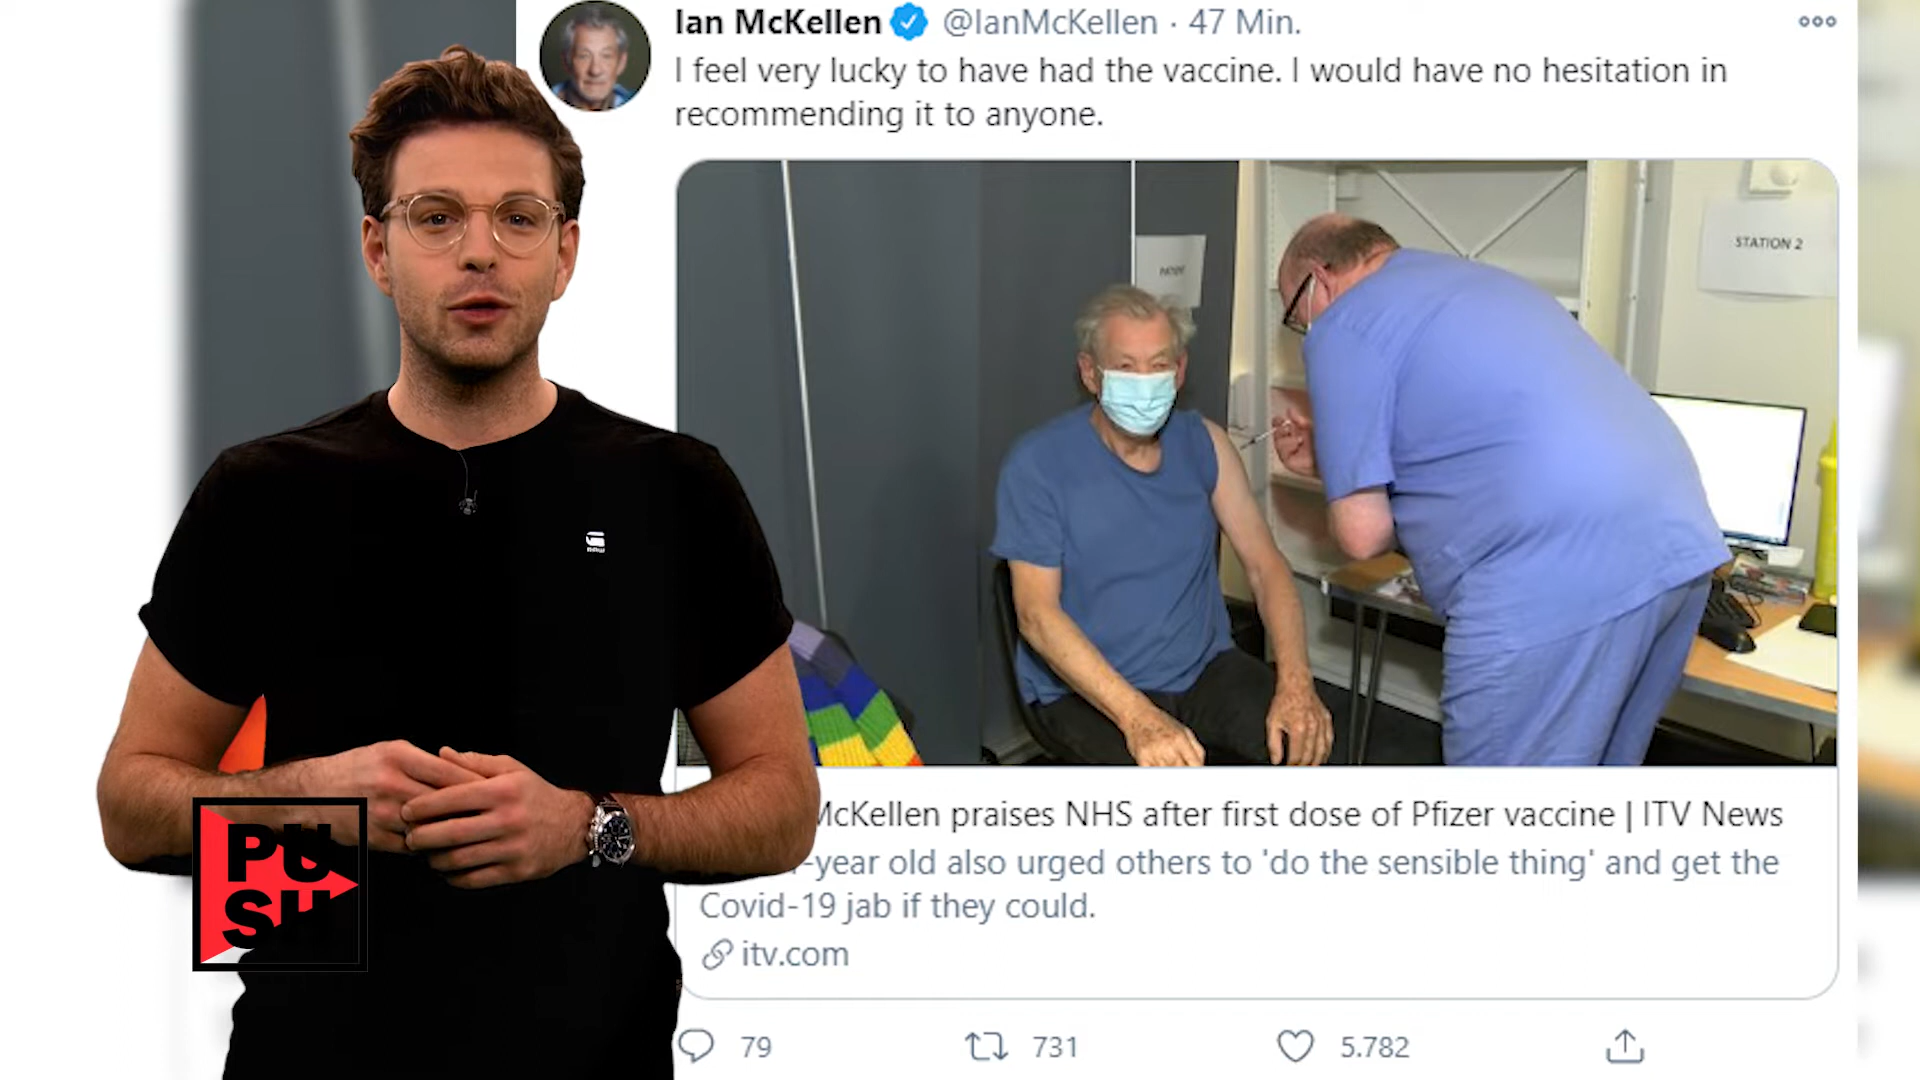 Ian McKellen @IanMcKellen · 47 Min.
I feel very lucky to have had the vaccine. I would have no hesitation in
recommending it to anyone.
STATION 2
RAW
McKellen praises NHS after first dose of Pfizer vaccine | ITV News
-year old also urged others to 'do the sensible thing' and get the
Covid-19 jab if they could.
itv.com
79 731 5.782
PU
SH